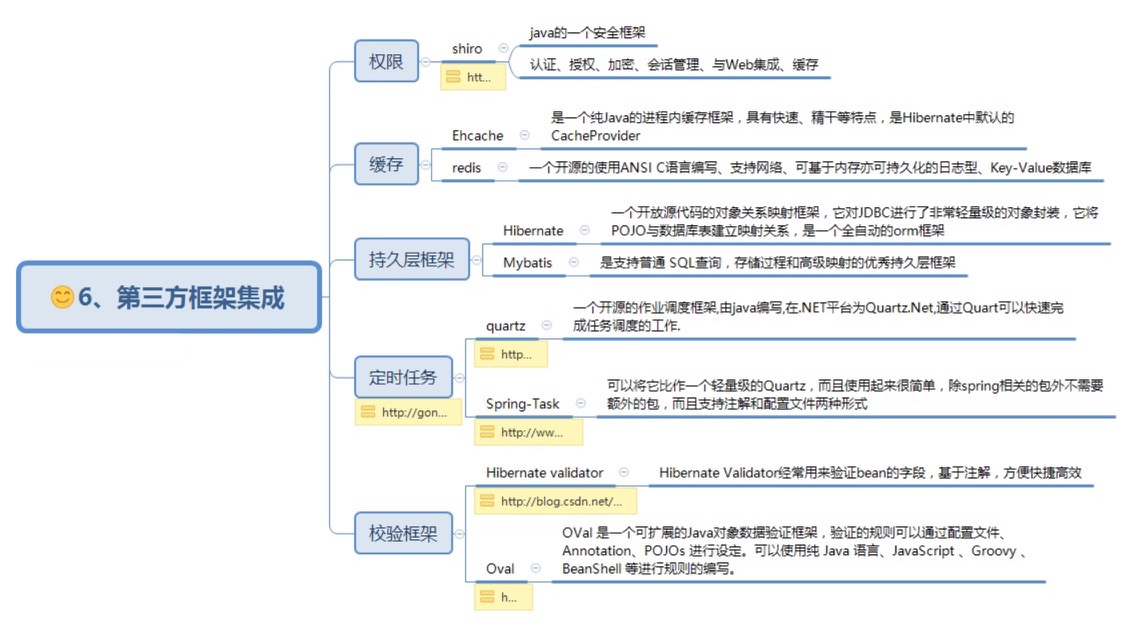 😊6、第三方框架集成
权限
shiro
htt...
java的一个安全框架
认证、授权、加密、会话管理、与Web集成、缓存
缓存
Ehcache
是一个纯Java的进程内缓存框架，具有快速、精干等特点，是Hibernate中默认的
CacheProvider
redis
一个开源的使用ANSI C语言编写、支持网络、可基于内存亦可持久化的日志型、Key-Value数据库
持久层框架
Hibernate
一个开放源代码的对象关系映射框架，它对JDBC进行了非常轻量级的对象封装，它将
POJO与数据库表建立映射关系，是一个全自动的orm框架
Mybatis
是支持普通 SQL查询，存储过程和高级映射的优秀持久层框架
定时任务
http://gon...
quartz
http...
一个开源的作业调度框架,由java编写,在.NET平台为Quartz.Net,通过Quart可以快速完
成任务调度的工作.
Spring-Task
http://ww...
可以将它比作一个轻量级的Quartz，而且使用起来很简单，除spring相关的包外不需要
额外的包，而且支持注解和配置文件两种形式
校验框架
Hibernate validator
http://blog.csdn.net/...
Hibernate Validator经常用来验证bean的字段，基于注解，方便快捷高效
Oval
h...
OVal 是一个可扩展的Java对象数据验证框架，验证的规则可以通过配置文件、
Annotation、POJOs 进行设定。可以使用纯 Java 语言、JavaScript 、Groovy 、
BeanShell 等进行规则的编写。